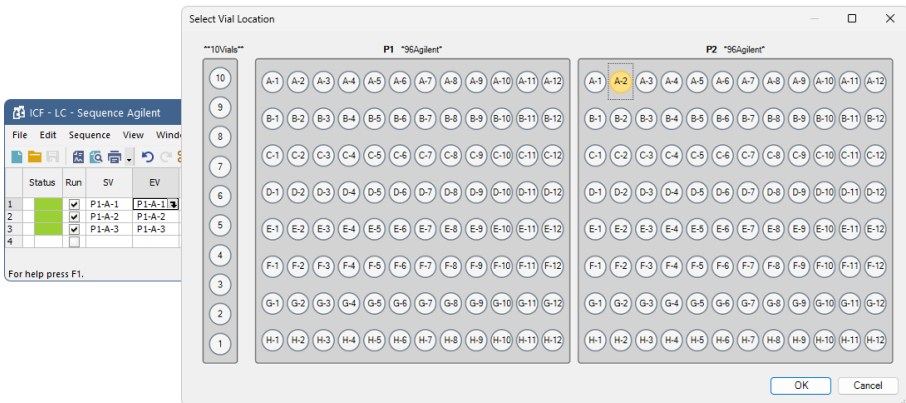 Select Vial Location
**10Vials** P1 *96Agilent* P2 *96Agilent*
10 A-1 A-2 A-3 A-4 A-5 A-6 A-7 A-8 A-9 A-10 A-11 A-12 A-1 A-2 A-3 A-4 A-5 A-6 A-7 A-8 A-9 A-10 A-11 A-12
9 B-1 B-2 B-3 B-4 B-5 B-6 B-7 B-8 B-9 B-10 B-11 B-12 B-1 B-2 B-3 B-4 B-5 B-6 B-7 B-8 B-9 B-10 B-11 B-12
8
7 C-1 C-2 C-3 C-4 C-5 C-6 C-7 C-8 C-9 C-10 C-11 C-12 C-1 C-2 C-3 C-4 C-5 C-6 C-7 C-8 C-9 C-10 C-11 C-12
6 D-1 D-2 D-3 D-4 D-5 D-6 D-7 D-8 D-9 D-10 D-11 D-12 D-1 D-2 D-3 D-4 D-5 D-6 D-7 D-8 D-9 D-10 D-11 D-12
5 E-1 E-2 E-3 E-4 E-5 E-6 E-7 E-8 E-9 E-10 E-11 E-12 E-1 E-2 E-3 E-4 E-5 E-6 E-7 E-8 E-9 E-10 E-11 E-12
4 F-1 F-2 F-3 F-4 F-5 F-6 F-7 F-8 F-9 F-10 F-11 F-12 F-1 F-2 F-3 F-4 F-5 F-6 F-7 F-8 F-9 F-10 F-11 F-12
3
2 G-1 G-2 G-3 G-4 G-5 G-6 G-7 G-8 G-9 G-10 G-11 G-12 G-1 G-2 G-3 G-4 G-5 G-6 G-7 G-8 G-9 G-10 G-11 G-12
1 H-1 H-2 H-3 H-4 H-5 H-6 H-7 H-8 H-9 H-10 H-11 H-12 H-1 H-2 H-3 H-4 H-5 H-6 H-7 H-8 H-9 H-10 H-11 H-12
OK Cancel
ICF - LC - Sequence Agilent
File Edit Sequence View Wind
Status Run SV EV
1 P1-A-1 P1-A-1
2 P1-A-2 P1-A-2
3 P1-A-3 P1-A-3
4
For help press F1.